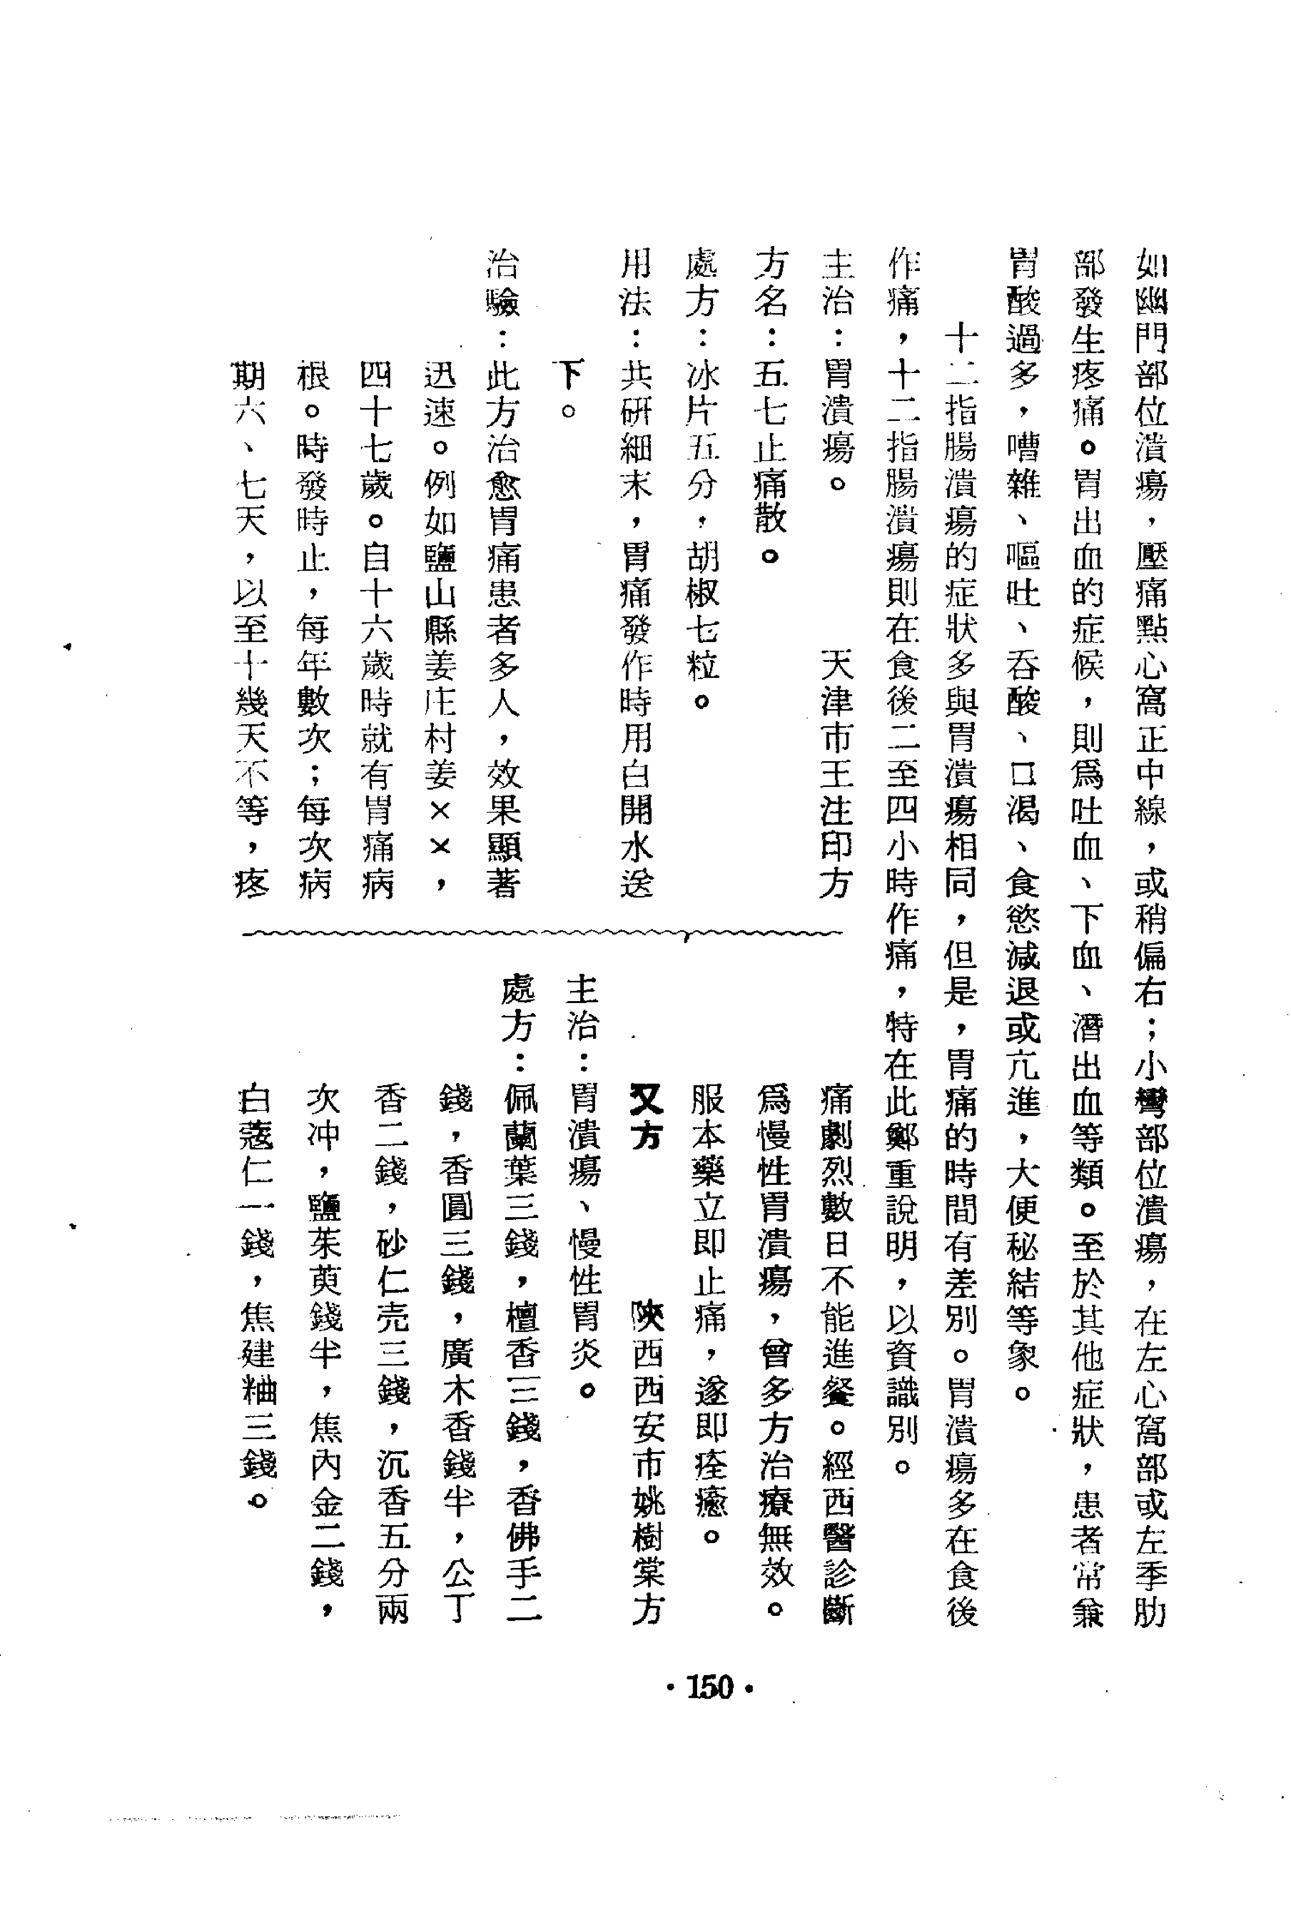 如幽門部位潰瘍，壓痛點心窩正中線，或稍偏右；小彎部位潰瘍，在左心窩部或左季肋
部發生疼痛。胃出血的症候，則爲吐血、下血、潛出血等類。至於其他症狀，患者常兼
胃酸過多，嘈雜、嘔吐、吞酸、口渴、食慾減退或亢進，大便秘結等象。
十二指腸潰瘍的症狀多與胃潰瘍相同，但是，胃痛的時間有差別。胃潰瘍多在食後
作痛，十二指腸潰瘍則在食後二至四小時作痛，特在此鄭重說明，以資識別。
主治：胃潰瘍。　　　天津市王注印方
方名：五七止痛散。
處方：冰片五分，胡椒七粒。
用法：共研細末，胃痛發作時用白開水送
下。
治驗：此方治愈胃痛患者多人，效果顯著
迅速。例如鹽山縣姜庄村姜××，
四十七歲。自十六歲時就有胃痛病
根。時發時止，每年數次；每次病
期六、七天，以至十幾天不等，疼
痛劇烈數日不能進餐。經西醫診斷
爲慢性胃潰瘍，曾多方治療無效。
服本藥立即止痛，遂即痊癒。
又方　　　陝西西安市姚樹棠方
主治：胃潰瘍、慢性胃炎。
處方：佩蘭葉三錢，檀香三錢，香佛手二
錢，香圓三錢，廣木香錢半，公丁
香二錢，砂仁壳三錢，沉香五分兩
次冲，鹽茱萸錢半，焦內金二錢，
白蔻仁一錢，焦建粬三錢。
·150·